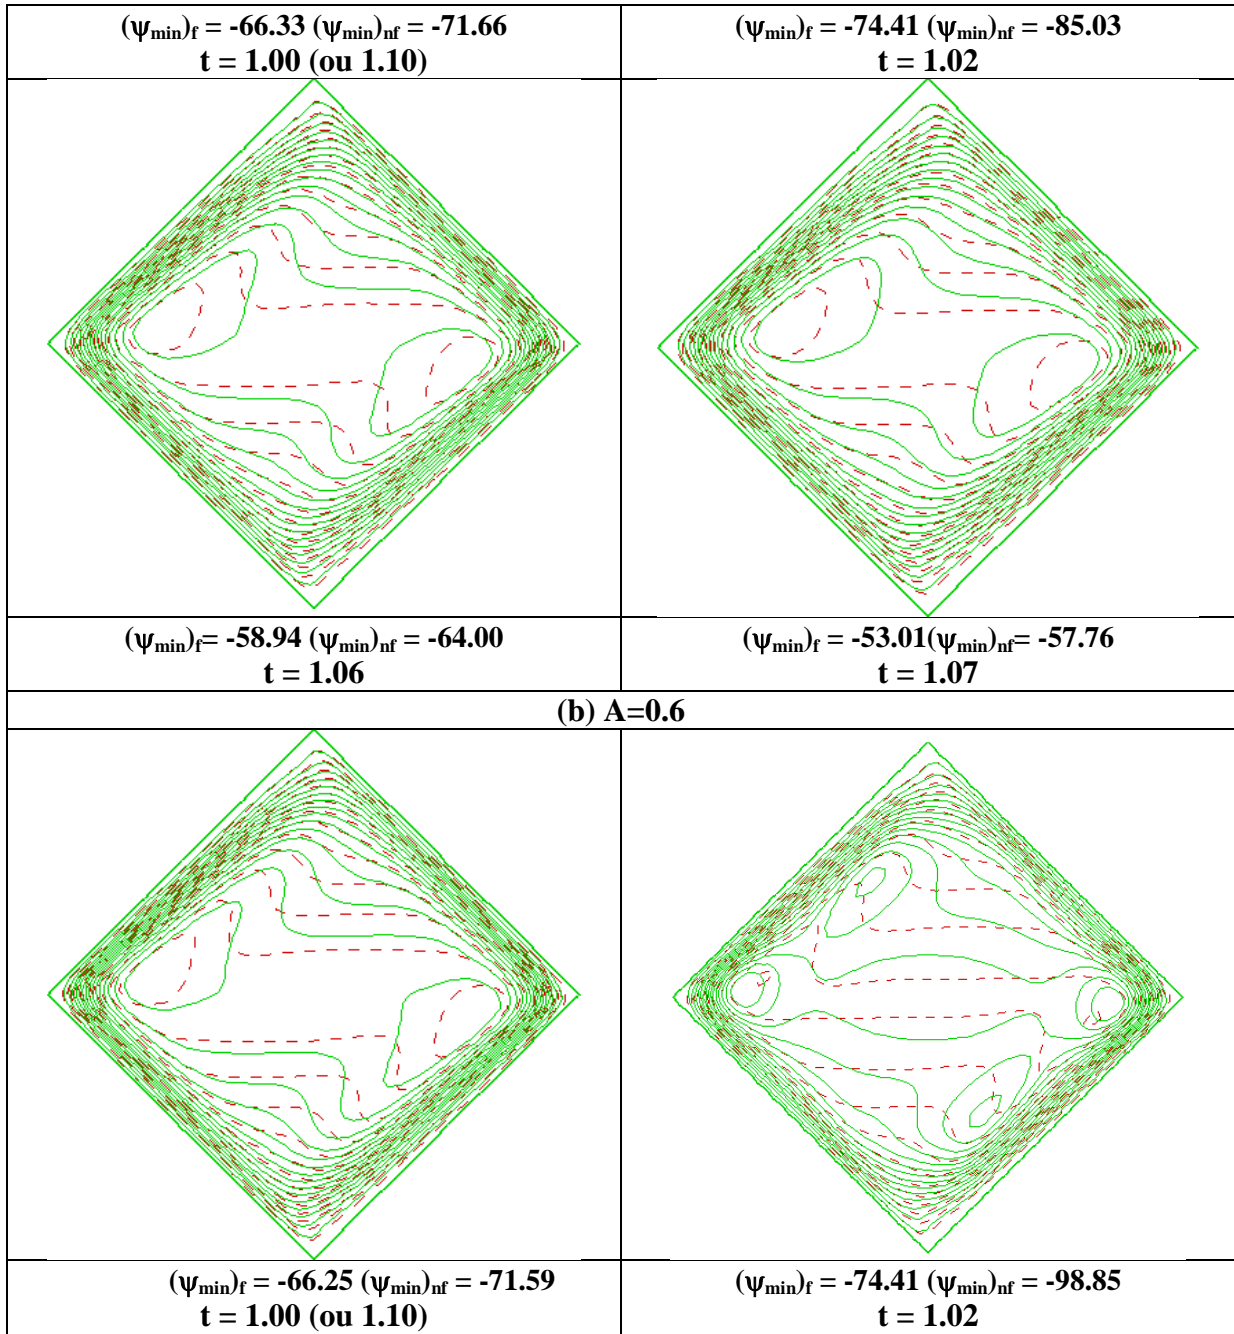 (ψmin)f = -66.33 (ψmin)nf = -71.66
t = 1.00 (ou 1.10)
(ψmin)f = -74.41 (ψmin)nf = -85.03
t = 1.02
(ψmin)f= -58.94 (ψmin)nf = -64.00
t = 1.06
(ψmin)f = -53.01(ψmin)nf= -57.76
t = 1.07
(b) A=0.6
(ψmin)f = -66.25 (ψmin)nf = -71.59
t = 1.00 (ou 1.10)
(ψmin)f = -74.41 (ψmin)nf = -98.85
t = 1.02